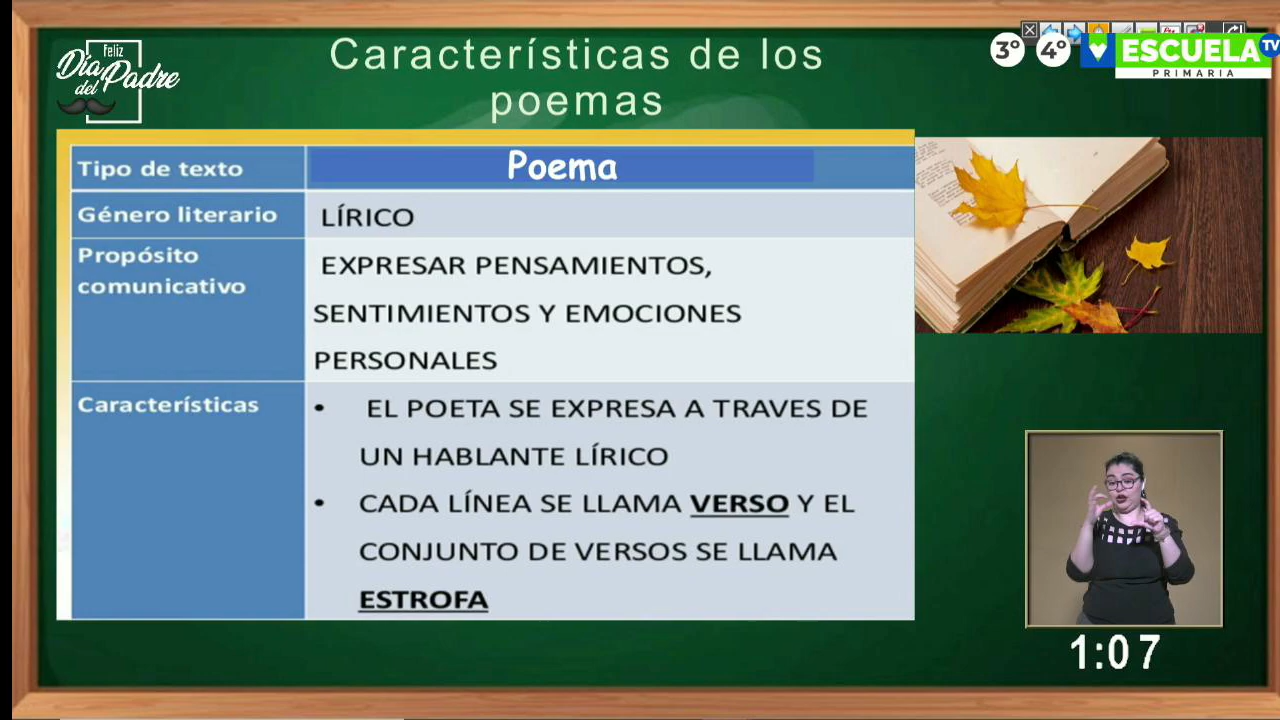 Feliz
Día
del Padre
Características de los
poemas
3° 4° ESCUELA TV
PRIMARIA
Tipo de texto
Poema
Género literario
LÍRICO
Propósito
comunicativo
EXPRESAR PENSAMIENTOS,
SENTIMIENTOS Y EMOCIONES
PERSONALES
Características
• EL POETA SE EXPRESA A TRAVES DE
UN HABLANTE LÍRICO
• CADA LÍNEA SE LLAMA VERSO Y EL
CONJUNTO DE VERSOS SE LLAMA
ESTROFA
1:07